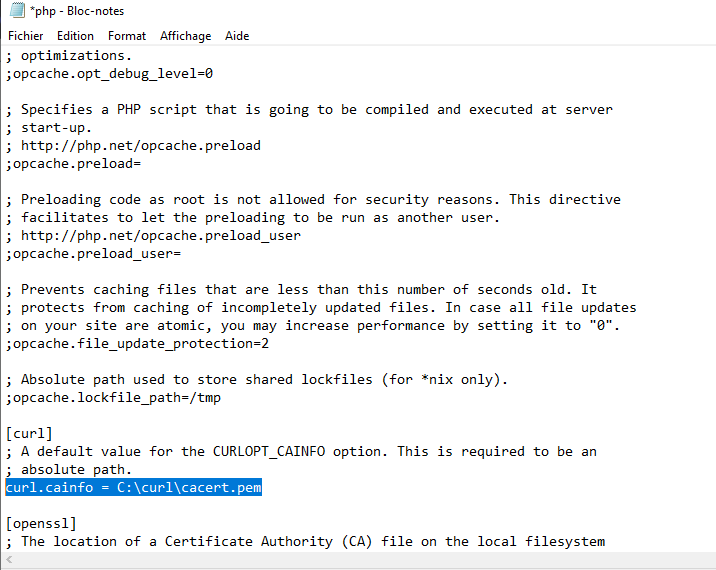 *php - Bloc-notes
Fichier Edition Format Affichage Aide
; optimizations.
;opcache.opt_debug_level=0
; Specifies a PHP script that is going to be compiled and executed at server
; start-up.
; http://php.net/opcache.preload
;opcache.preload=
; Preloading code as root is not allowed for security reasons. This directive
; facilitates to let the preloading to be run as another user.
; http://php.net/opcache.preload_user
;opcache.preload_user=
; Prevents caching files that are less than this number of seconds old. It
; protects from caching of incompletely updated files. In case all file updates
; on your site are atomic, you may increase performance by setting it to "0".
;opcache.file_update_protection=2
; Absolute path used to store shared lockfiles (for *nix only).
;opcache.lockfile_path=/tmp
[curl]
; A default value for the CURLOPT_CAINFO option. This is required to be an
; absolute path.
curl.cainfo = C:\curl\cacert.pem
[openssl]
; The location of a Certificate Authority (CA) file on the local filesystem